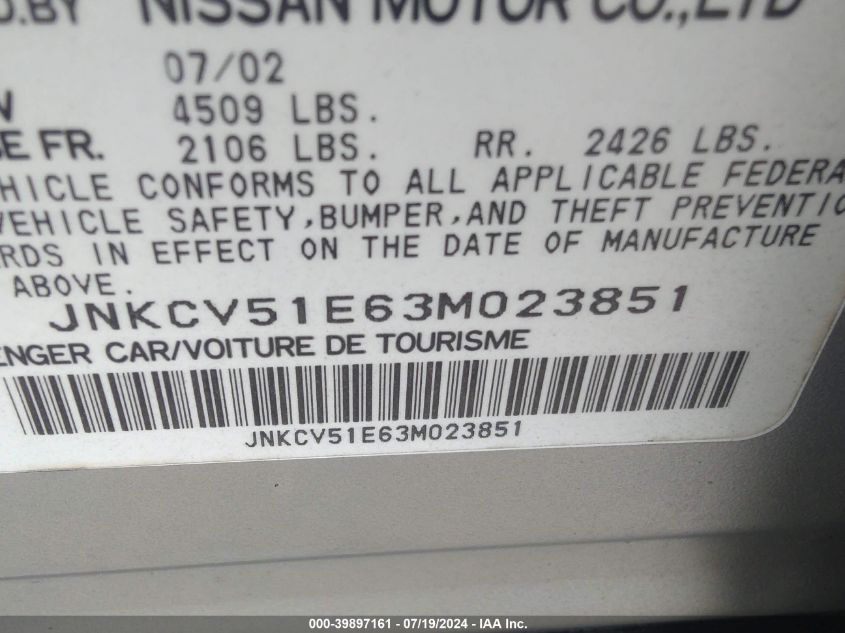 D.BY NISSAN MOTOR CO.,LTD
07/02
4509 LBS.
FR. 2106 LBS. RR. 2426 LBS.
HICLE CONFORMS TO ALL APPLICABLE FEDERA
VEHICLE SAFETY,BUMPER,AND THEFT PREVENTIO
RDS IN EFFECT ON THE DATE OF MANUFACTURE
ABOVE.
JNKCV51E63M023851
ENGER CAR/VOITURE DE TOURISME
JNKCV51E63M023851
000-39897161 - 07/19/2024 - IAA Inc.